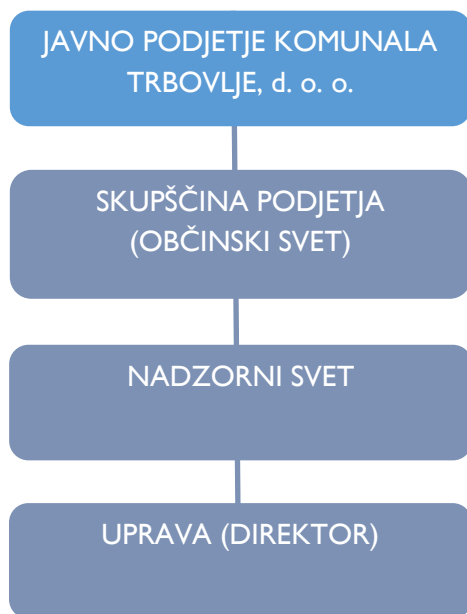 JAVNO PODJETJE KOMUNALA
TRBOVLJE, d. o. o.
SKUPŠČINA PODJETJA
(OBČINSKI SVET)
NADZORNI SVET
UPRAVA (DIREKTOR)